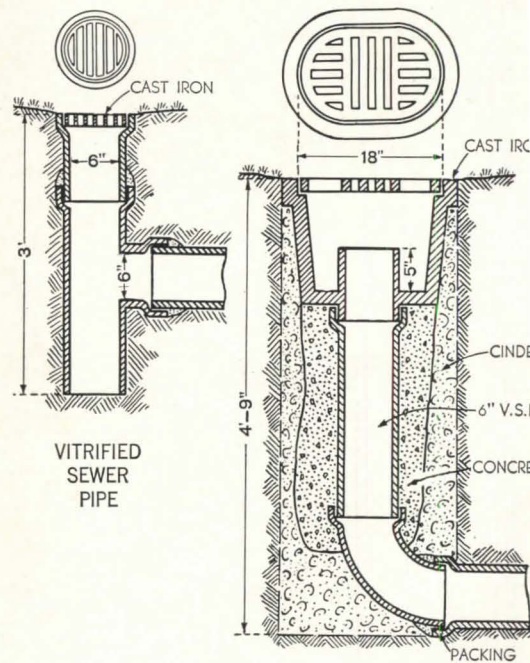 CAST IRON
6"
3'
6"
VITRIFIED
SEWER
PIPE
18"
CAST IRO
5"
4'-9"
CINDE
6" V.S.
CONCRE
PACKING